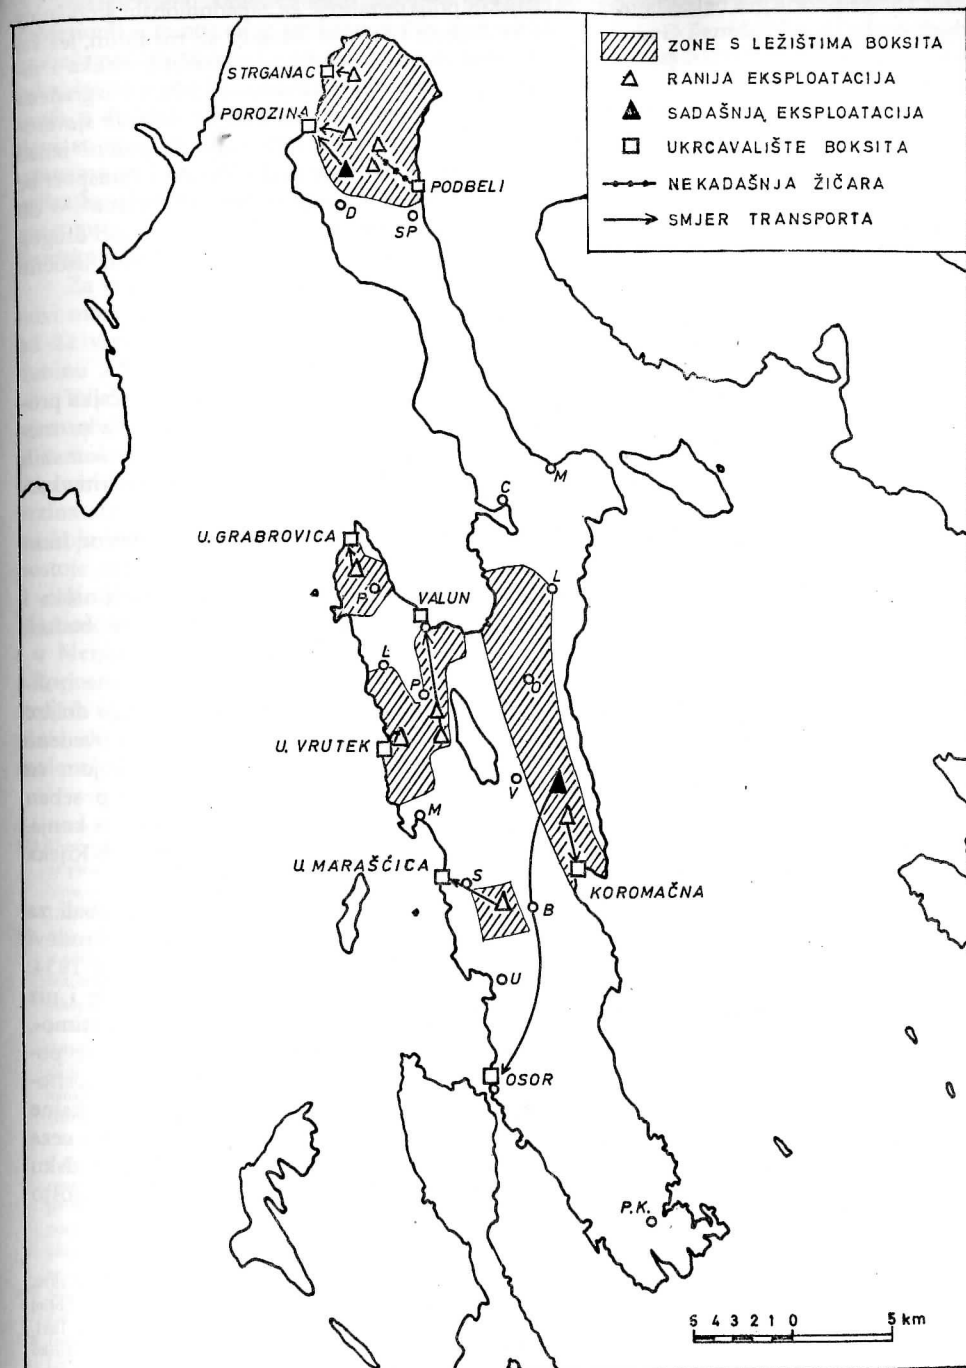 ZONE S LEŽIŠTIMA BOKSITA
RANIJA EKSPLOATACIJA
SADAŠNJA EKSPLOATACIJA
UKRCAVALIŠTE BOKSITA
NEKADAŠNJA ŽIČARA
SMJER TRANSPORTA
STRGANAC
POROZINA
PODBELI
D
SP
M
C
U. GRABROVICA
P
VALUN
L
L
P
O
U. VRUTEK
V
M
U. MARAŠĆICA
S
KOROMAČNA
B
U
OSOR
P.K.
5 4 3 2 1 0 5 km